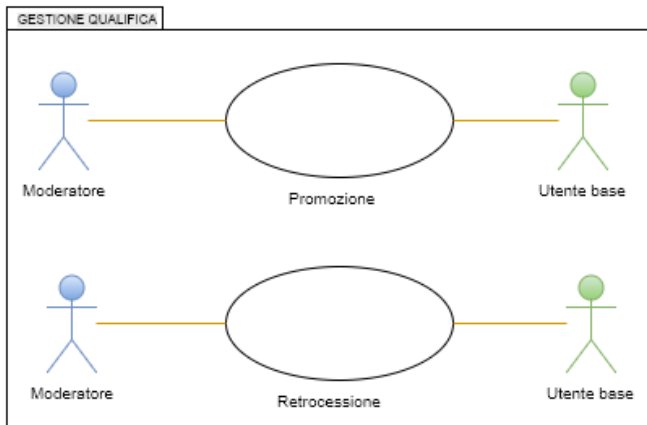 GESTIONE QUALIFICA
Moderatore
Promozione
Utente base
Moderatore
Retrocessione
Utente base